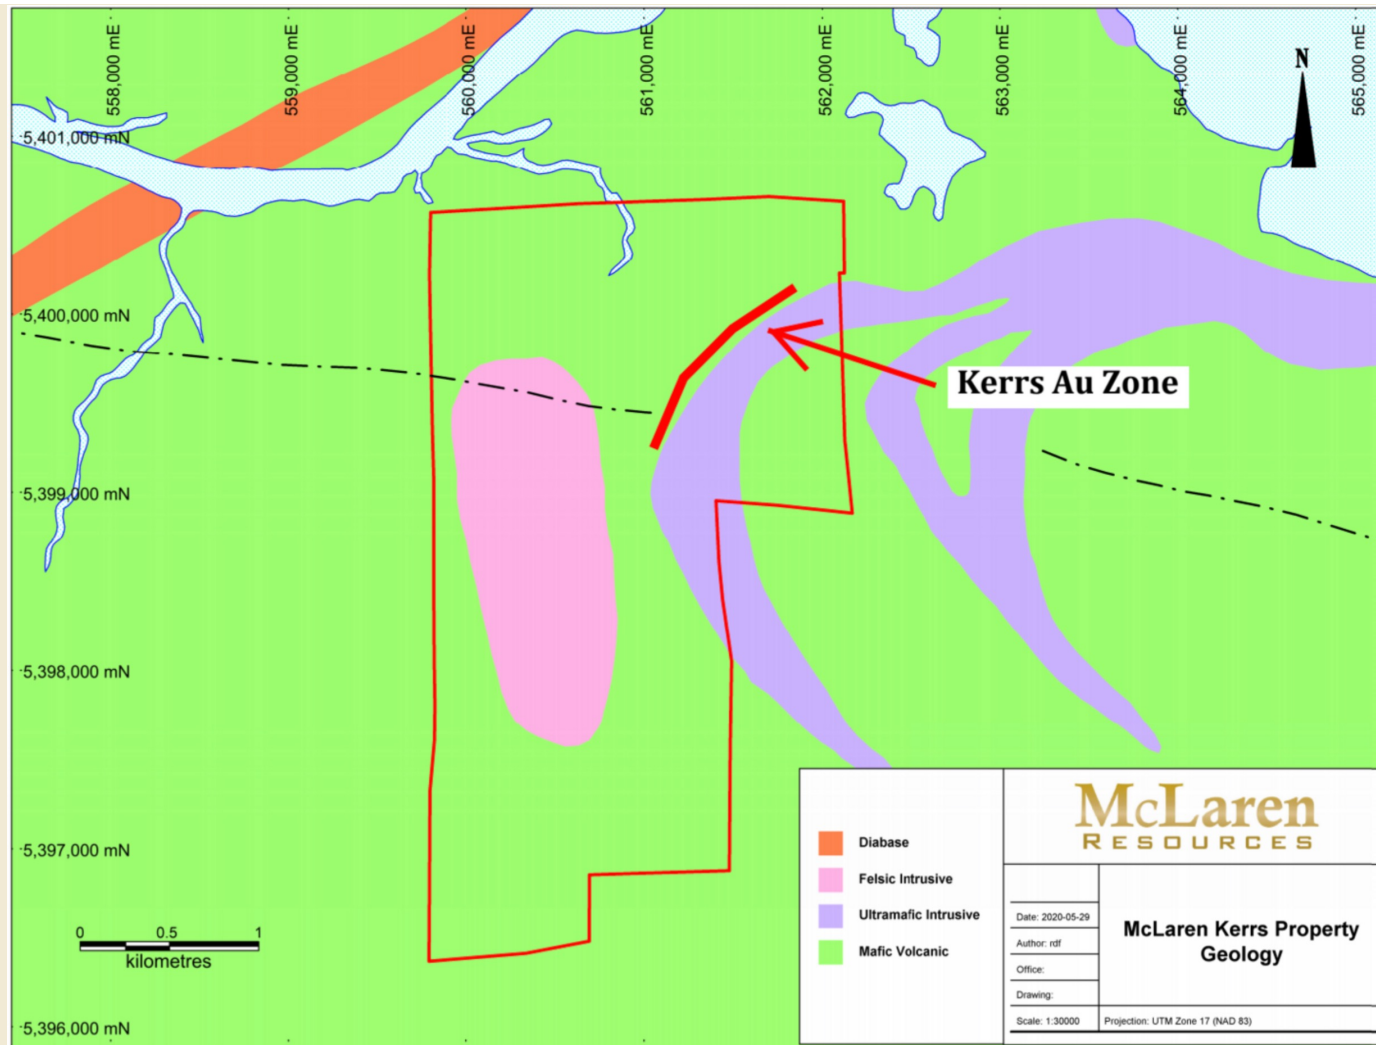 558,000 mE
559,000 mE
560,000 mE
561,000 mE
562,000 mE
563,000 mE
564,000 mE
565,000 mE
N
5,401,000 mN
5,400,000 mN
Kerrs Au Zone
5,399,000 mN
5,398,000 mN
5,397,000 mN
5,396,000 mN
0 0.5 1
kilometres
Diabase
Felsic Intrusive
Ultramafic Intrusive
Mafic Volcanic
McLaren
RESOURCES
Date: 2020-05-29
Author: rdf
Office:
Drawing:
Scale: 1:30000
McLaren Kerrs Property
Geology
Projection: UTM Zone 17 (NAD 83)